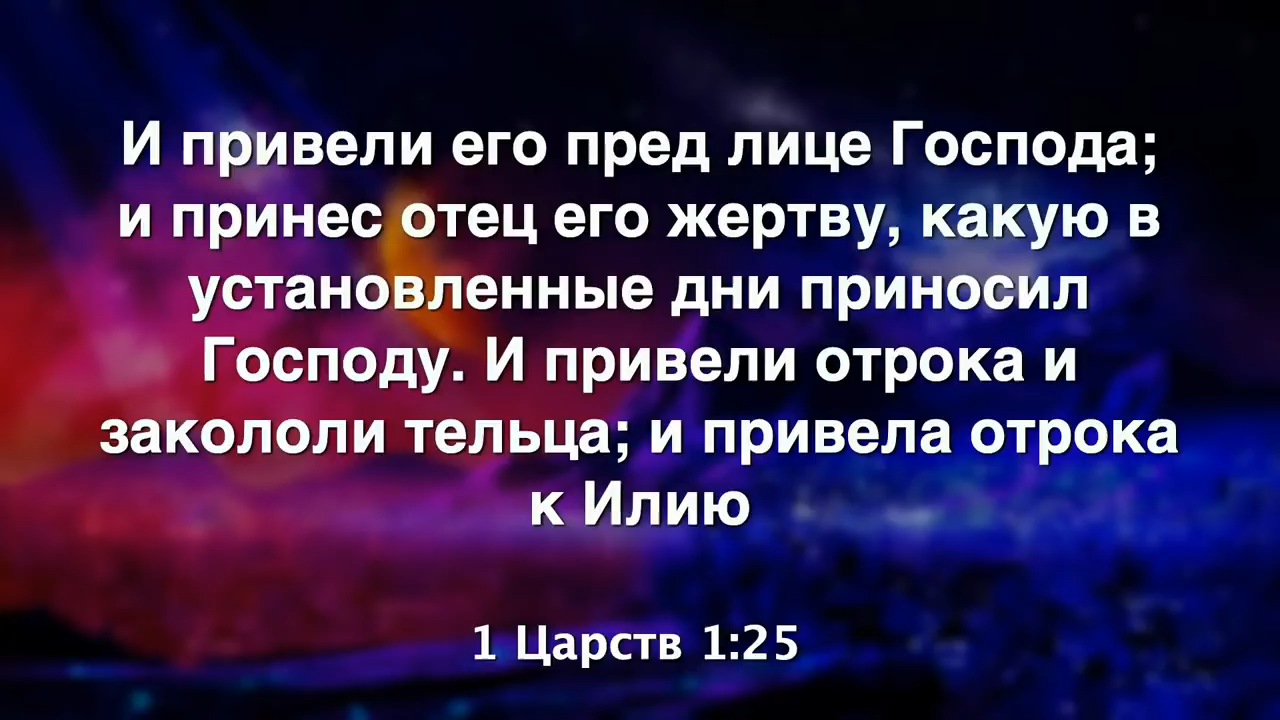 И привели его пред лице Господа;
и принес отец его жертву, какую в
установленные дни приносил
Господу. И привели отрока и
закололи тельца; и привела отрока
к Илию
1 Царств 1:25